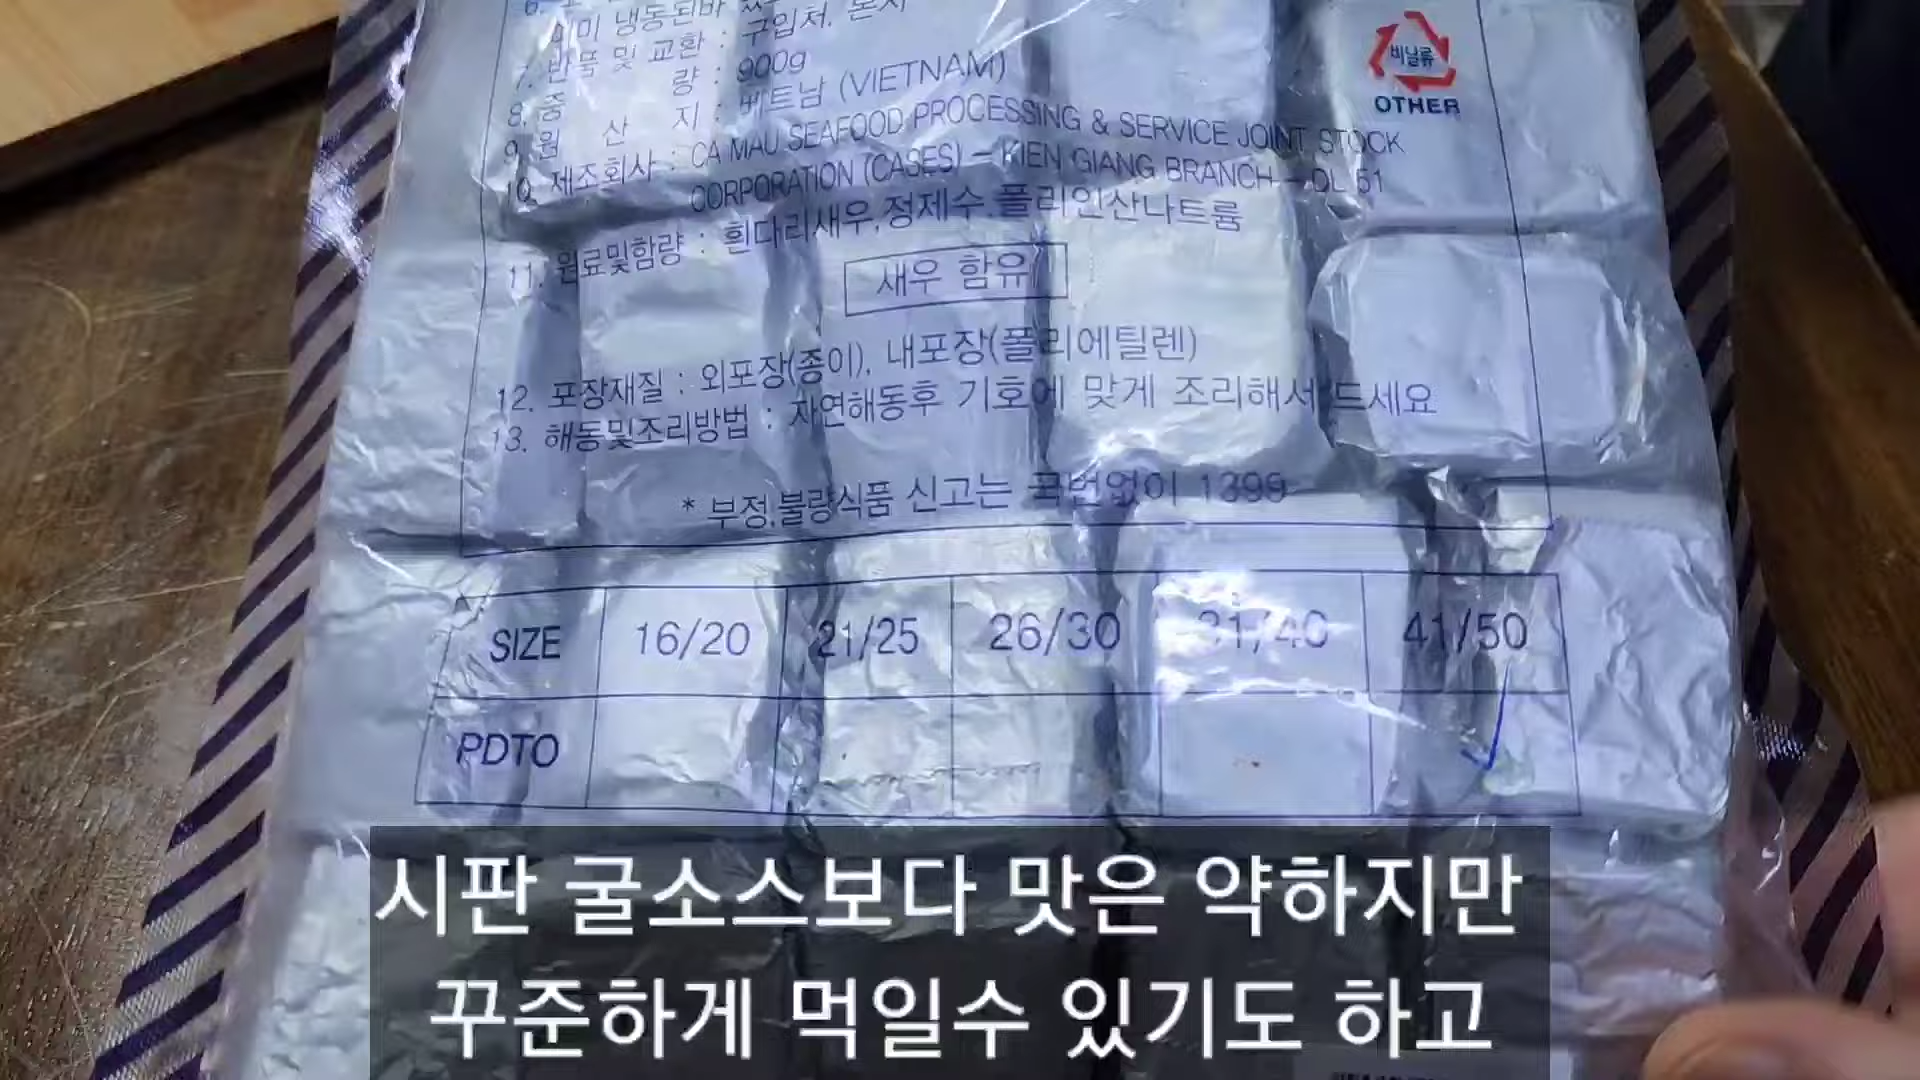 이미 냉동된바
7. 반품 및 교환 : 구입처, 본사
8. 중 량 : 900g
9. 원 산 지 : 베트남 (VIETNAM)
10. 제조회사 : CA MAU SEAFOOD PROCESSING & SERVICE JOINT STOCK
CORPORATION (CASES) – KIEN GIANG BRANCH – DL 51
11. 원료및함량 : 흰다리새우,정제수,폴리인산나트륨
새우 함유
12. 포장재질 : 외포장(종이), 내포장(폴리에틸렌)
13. 해동및조리방법 : 자연해동후 기호에 맞게 조리해서 드세요
* 부정,불량식품 신고는 국번없이 1399
비닐류
OTHER
SIZE 16/20 21/25 26/30 31/40 41/50
PDTO
시판 굴소스보다 맛은 약하지만
꾸준하게 먹일수 있기도 하고